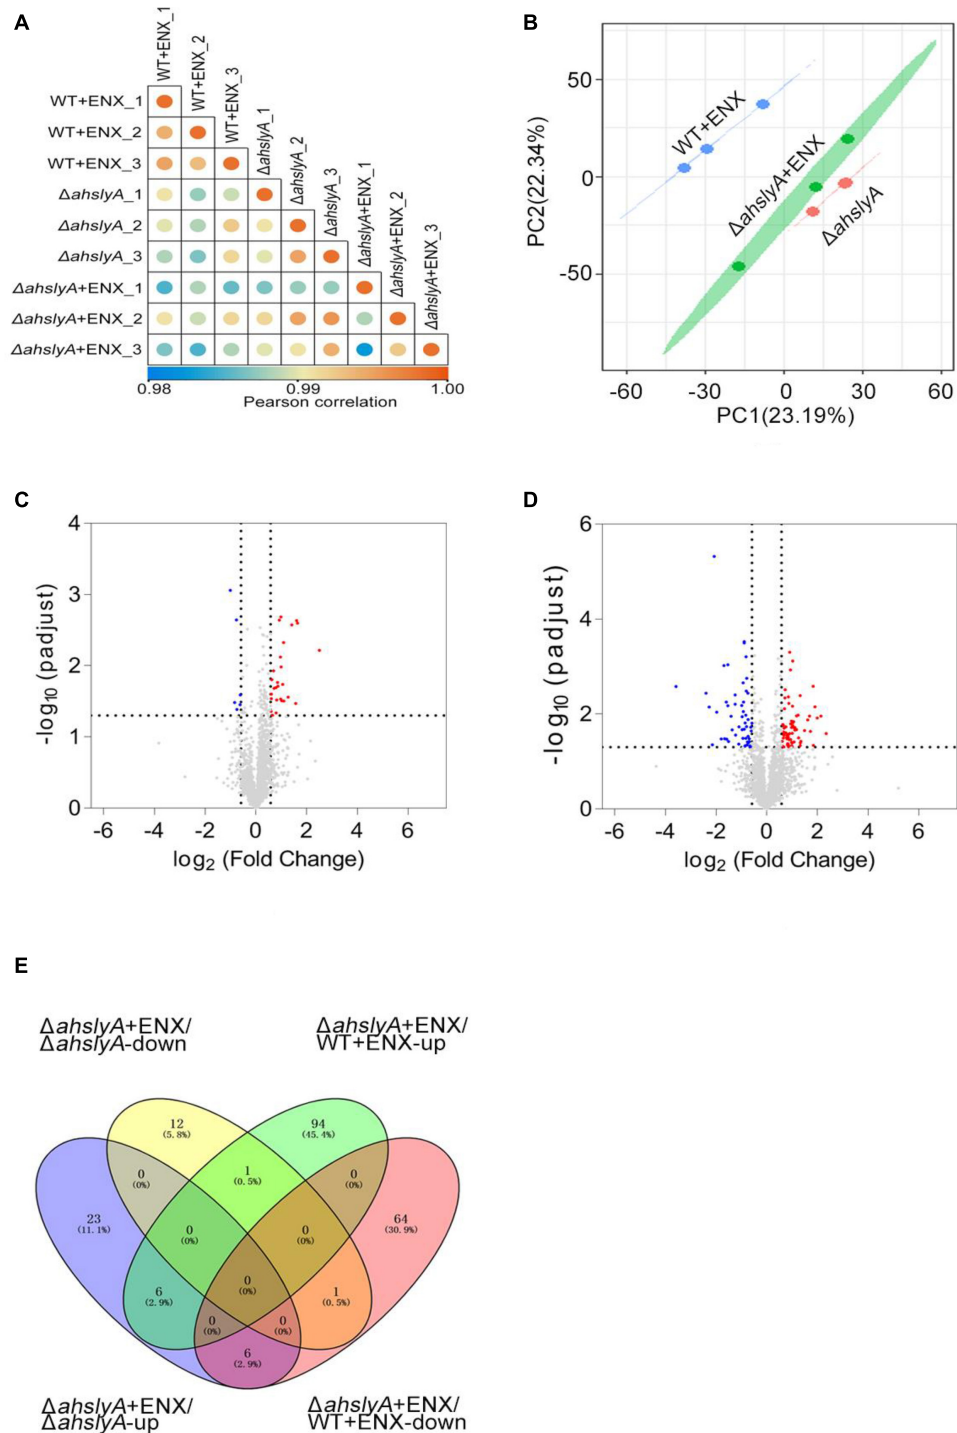 A
WT+ENX_1
WT+ENX_2
WT+ENX_3
ΔahslyA_1
ΔahslyA_2
ΔahslyA_3
ΔahslyA+ENX_1
ΔahslyA+ENX_2
ΔahslyA+ENX_3
WT+ENX_1
WT+ENX_2
WT+ENX_3
ΔahslyA_1
ΔahslyA_2
ΔahslyA_3
ΔahslyA+ENX_1
ΔahslyA+ENX_2
ΔahslyA+ENX_3
0.98
0.99
1.00
Pearson correlation
B
PC2(22.34%)
50
0
-50
WT+ENX
ΔahslyA+ENX
ΔahslyA
-60
-30
0
30
60
PC1(23.19%)
C
-log10 (padjust)
4
3
2
1
0
-6
-4
-2
0
2
4
6
log2 (Fold Change)
D
-log10 (padjust)
6
4
2
0
-6
-4
-2
0
2
4
6
log2 (Fold Change)
E
ΔahslyA+ENX/
ΔahslyA-down
ΔahslyA+ENX/
WT+ENX-up
12
(5.8%)
94
(45.4%)
0
(0%)
1
(0.5%)
0
(0%)
23
(11.1%)
0
(0%)
0
(0%)
64
(30.9%)
6
(2.9%)
0
(0%)
1
(0.5%)
0
(0%)
0
(0%)
6
(2.9%)
ΔahslyA+ENX/
ΔahslyA-up
ΔahslyA+ENX/
WT+ENX-down